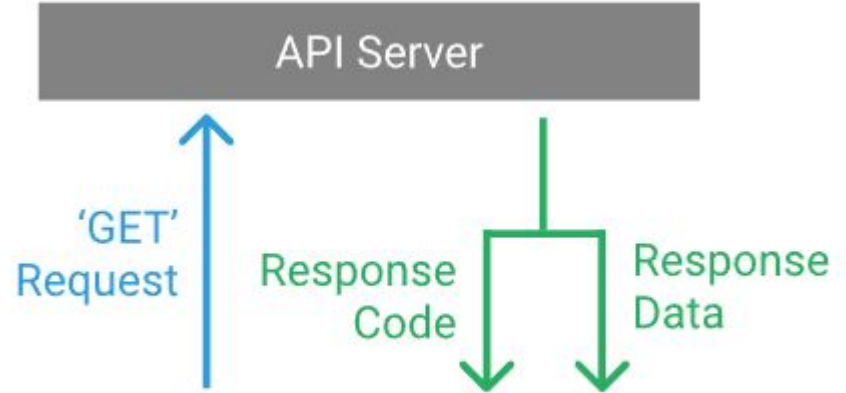 API Server
‘GET’
Request
Response
Code
Response
Data